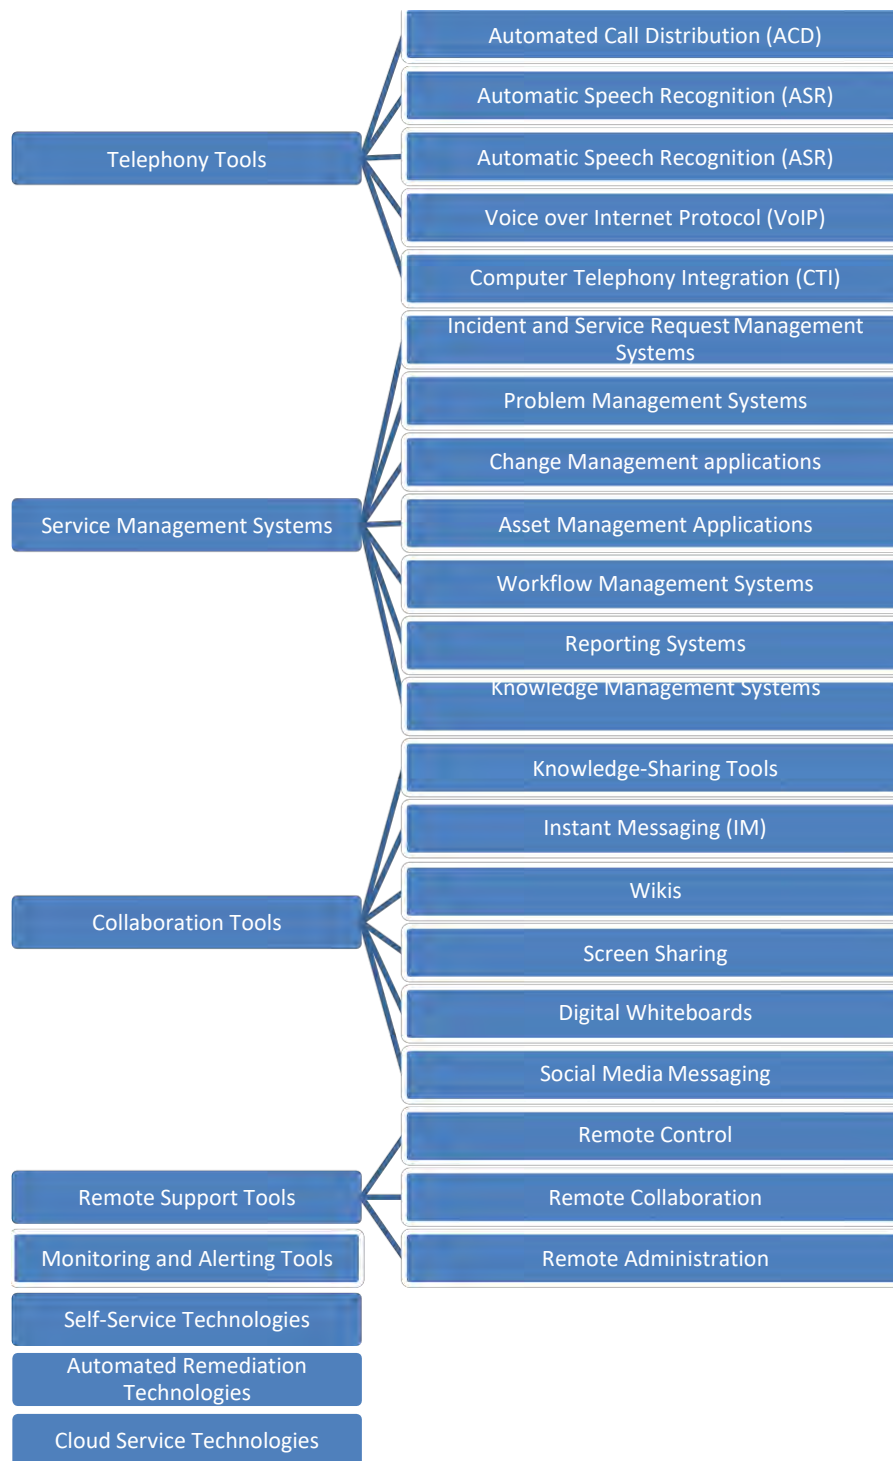 Telephony Tools
Automated Call Distribution (ACD)
Automatic Speech Recognition (ASR)
Automatic Speech Recognition (ASR)
Voice over Internet Protocol (VoIP)
Computer Telephony Integration (CTI)
Service Management Systems
Incident and Service Request Management
Systems
Problem Management Systems
Change Management applications
Asset Management Applications
Workflow Management Systems
Reporting Systems
Knowledge Management Systems
Collaboration Tools
Knowledge-Sharing Tools
Instant Messaging (IM)
Wikis
Screen Sharing
Digital Whiteboards
Social Media Messaging
Remote Support Tools
Remote Control
Remote Collaboration
Remote Administration
Monitoring and Alerting Tools
Self-Service Technologies
Automated Remediation
Technologies
Cloud Service Technologies